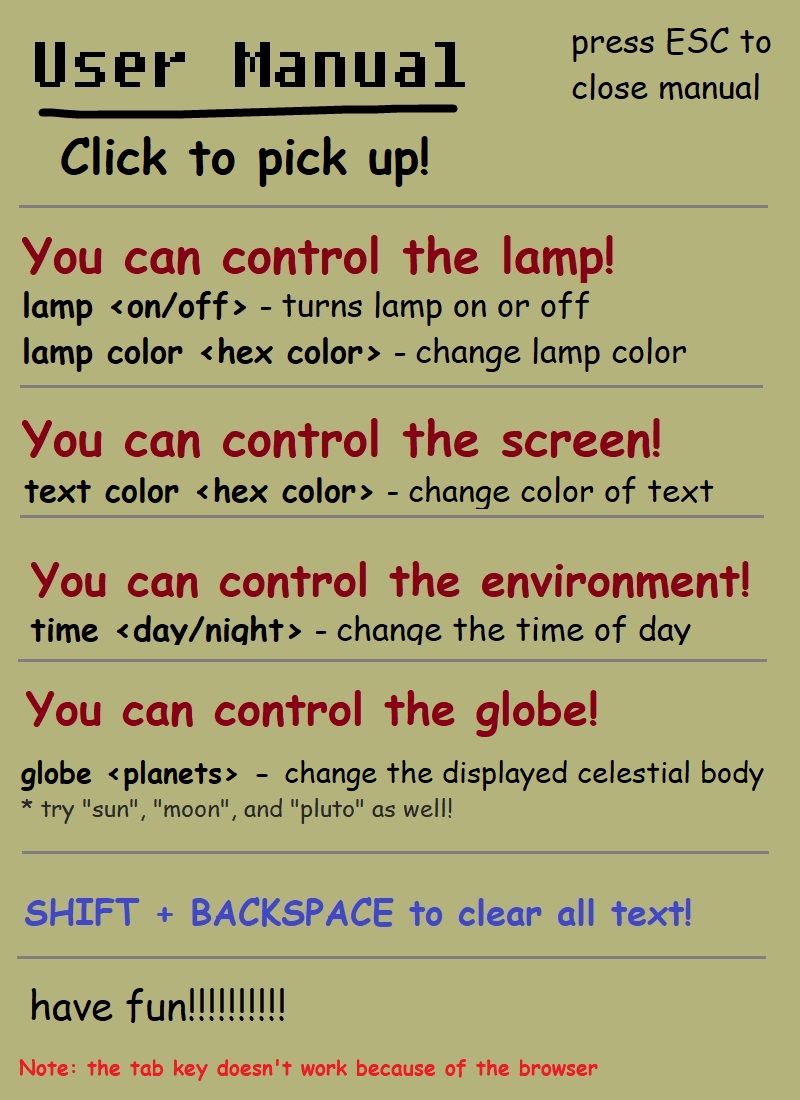 User Manual
press ESC to
close manual
Click to pick up!
You can control the lamp!
lamp <on/off> - turns lamp on or off
lamp color <hex color> - change lamp color
You can control the screen!
text color <hex color> - change color of text
You can control the environment!
time <day/night> - change the time of day
You can control the globe!
globe <planets> - change the displayed celestial body
* try "sun", "moon", and "pluto" as well!
SHIFT + BACKSPACE to clear all text!
have fun!!!!!!!!!!
Note: the tab key doesn't work because of the browser